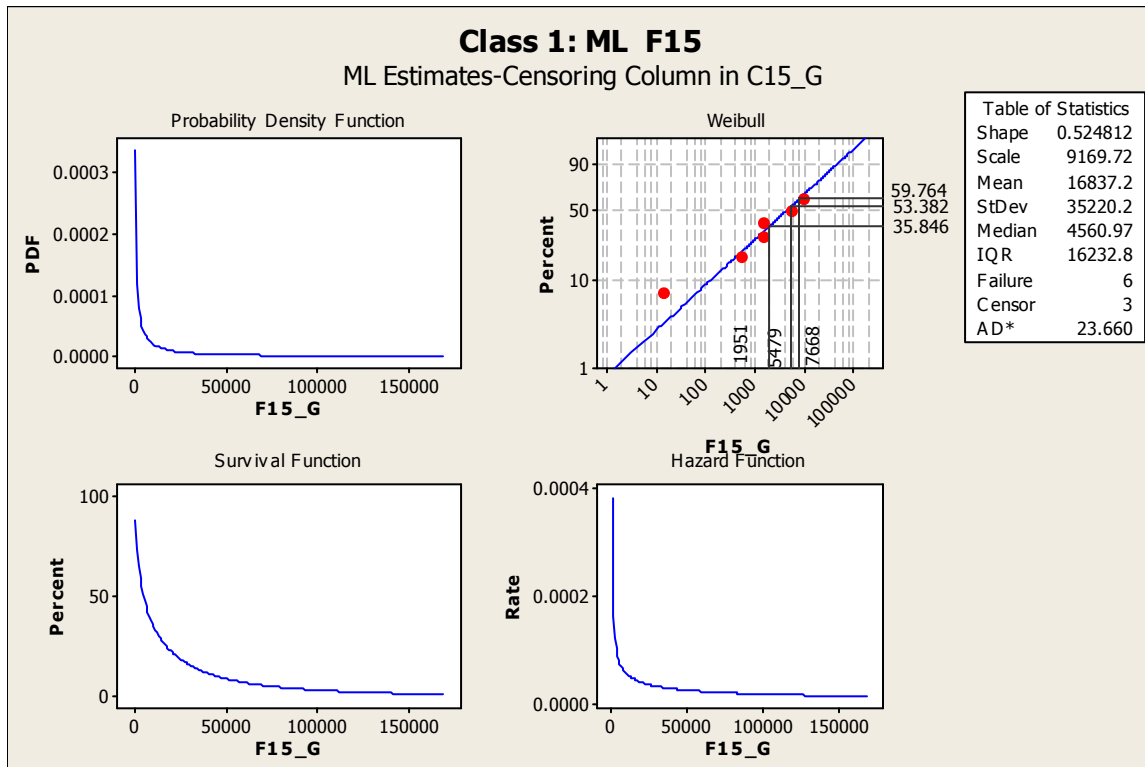 Class 1: ML F15
ML Estimates-Censoring Column in C15_G
Probability Density Function
PDF
0.0003
0.0002
0.0001
0.0000
0 50000 100000 150000
F15_G
Weibull
Percent
90
50
10
1
59.764
53.382
35.846
1951
5479
7668
1 10 100 1000 10000 100000
F15_G
Table of Statistics
Shape 0.524812
Scale 9169.72
Mean 16837.2
StDev 35220.2
Median 4560.97
IQR 16232.8
Failure 6
Censor 3
AD* 23.660
Survival Function
Percent
100
50
0
0 50000 100000 150000
F15_G
Hazard Function
Rate
0.0004
0.0002
0.0000
0 50000 100000 150000
F15_G